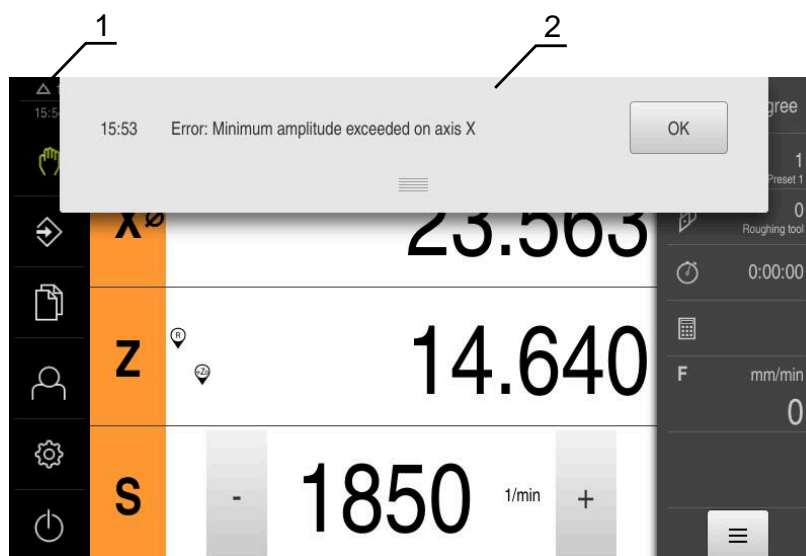 1
2
15:53 Error: Minimum amplitude exceeded on axis X OK
1
Preset 1
X Ø 23.563
0
Roughing tool
0:00:00
Z R 14.640
F mm/min
0
S - 1850 1/min +